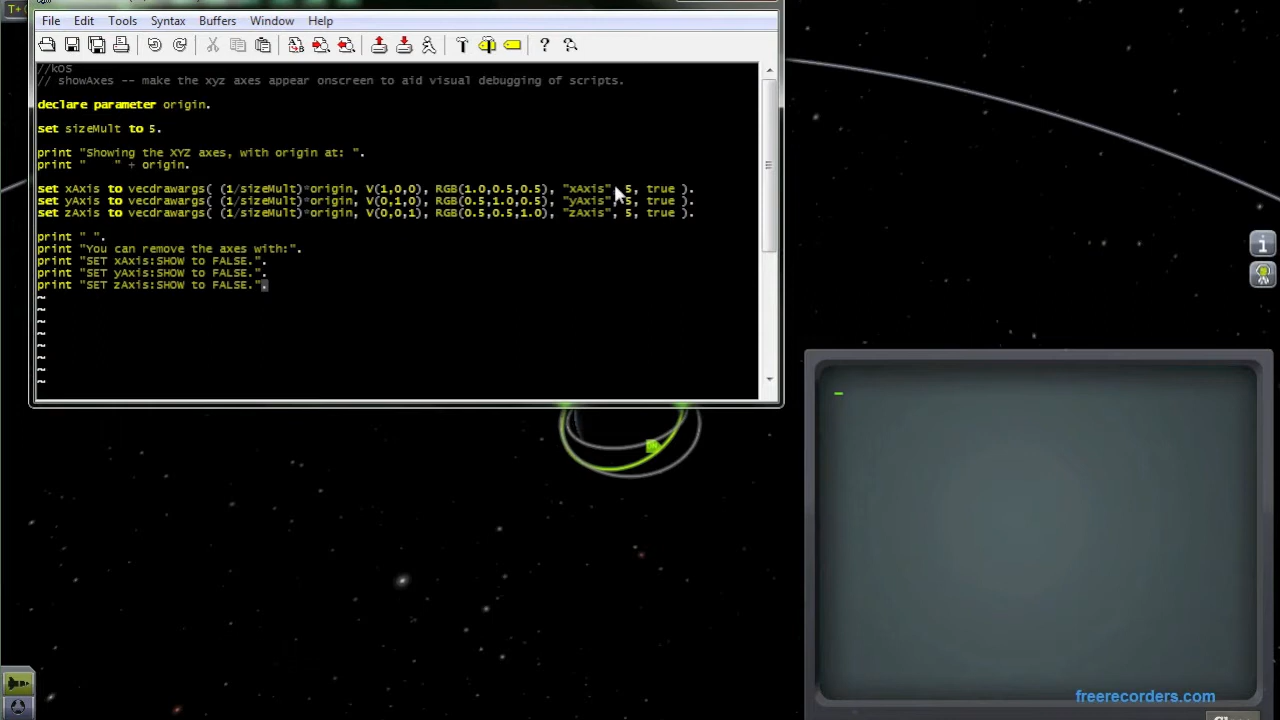 T+
File Edit Tools Syntax Buffers Window Help
//kOS
// showAxes -- make the xyz axes appear onscreen to aid visual debugging of scripts.
declare parameter origin.
set sizeMult to 5.
print "Showing the XYZ axes, with origin at: ".
print "    " + origin.
set xAxis to vecdrawargs( (1/sizeMult)*origin, V(1,0,0), RGB(1.0,0.5,0.5), "xAxis", 5, true ).
set yAxis to vecdrawargs( (1/sizeMult)*origin, V(0,1,0), RGB(0.5,1.0,0.5), "yAxis", 5, true ).
set zAxis to vecdrawargs( (1/sizeMult)*origin, V(0,0,1), RGB(0.5,0.5,1.0), "zAxis", 5, true ).
print " ".
print "You can remove the axes with:".
print "SET xAxis:SHOW to FALSE.".
print "SET yAxis:SHOW to FALSE.".
print "SET zAxis:SHOW to FALSE.".
~
~
~
~
~
~
~
~
freerecorders.com